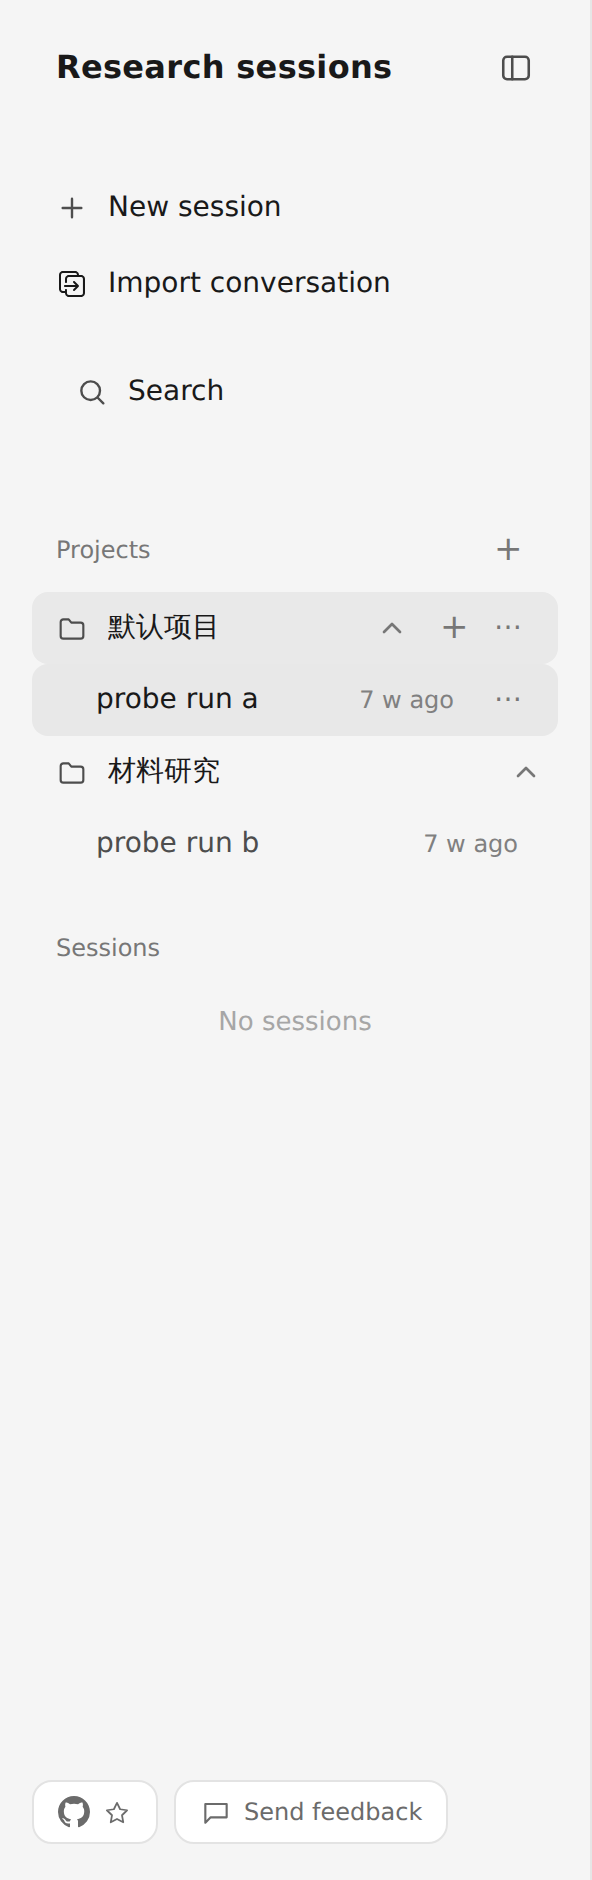 Research sessions
New session
Import conversation
Search
Projects
默认项目
probe run a 7 w ago
材料研究
probe run b 7 w ago
Sessions
No sessions
Send feedback